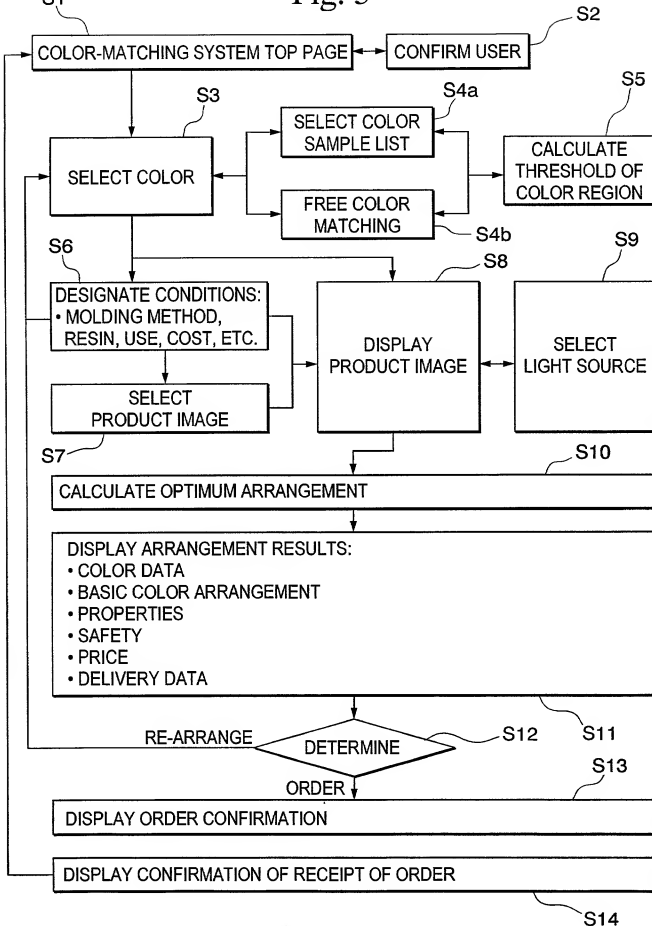 Fig. 5
S1
COLOR-MATCHING SYSTEM TOP PAGE
CONFIRM USER
S2
S3
SELECT COLOR
S4a
SELECT COLOR
SAMPLE LIST
FREE COLOR
MATCHING
S4b
S5
CALCULATE
THRESHOLD OF
COLOR REGION
S6
DESIGNATE CONDITIONS:
• MOLDING METHOD,
RESIN, USE, COST, ETC.
SELECT
PRODUCT IMAGE
S7
S8
DISPLAY
PRODUCT IMAGE
S9
SELECT
LIGHT SOURCE
S10
CALCULATE OPTIMUM ARRANGEMENT
DISPLAY ARRANGEMENT RESULTS:
• COLOR DATA
• BASIC COLOR ARRANGEMENT
• PROPERTIES
• SAFETY
• PRICE
• DELIVERY DATA
S11
RE-ARRANGE
DETERMINE
S12
ORDER
S13
DISPLAY ORDER CONFIRMATION
DISPLAY CONFIRMATION OF RECEIPT OF ORDER
S14